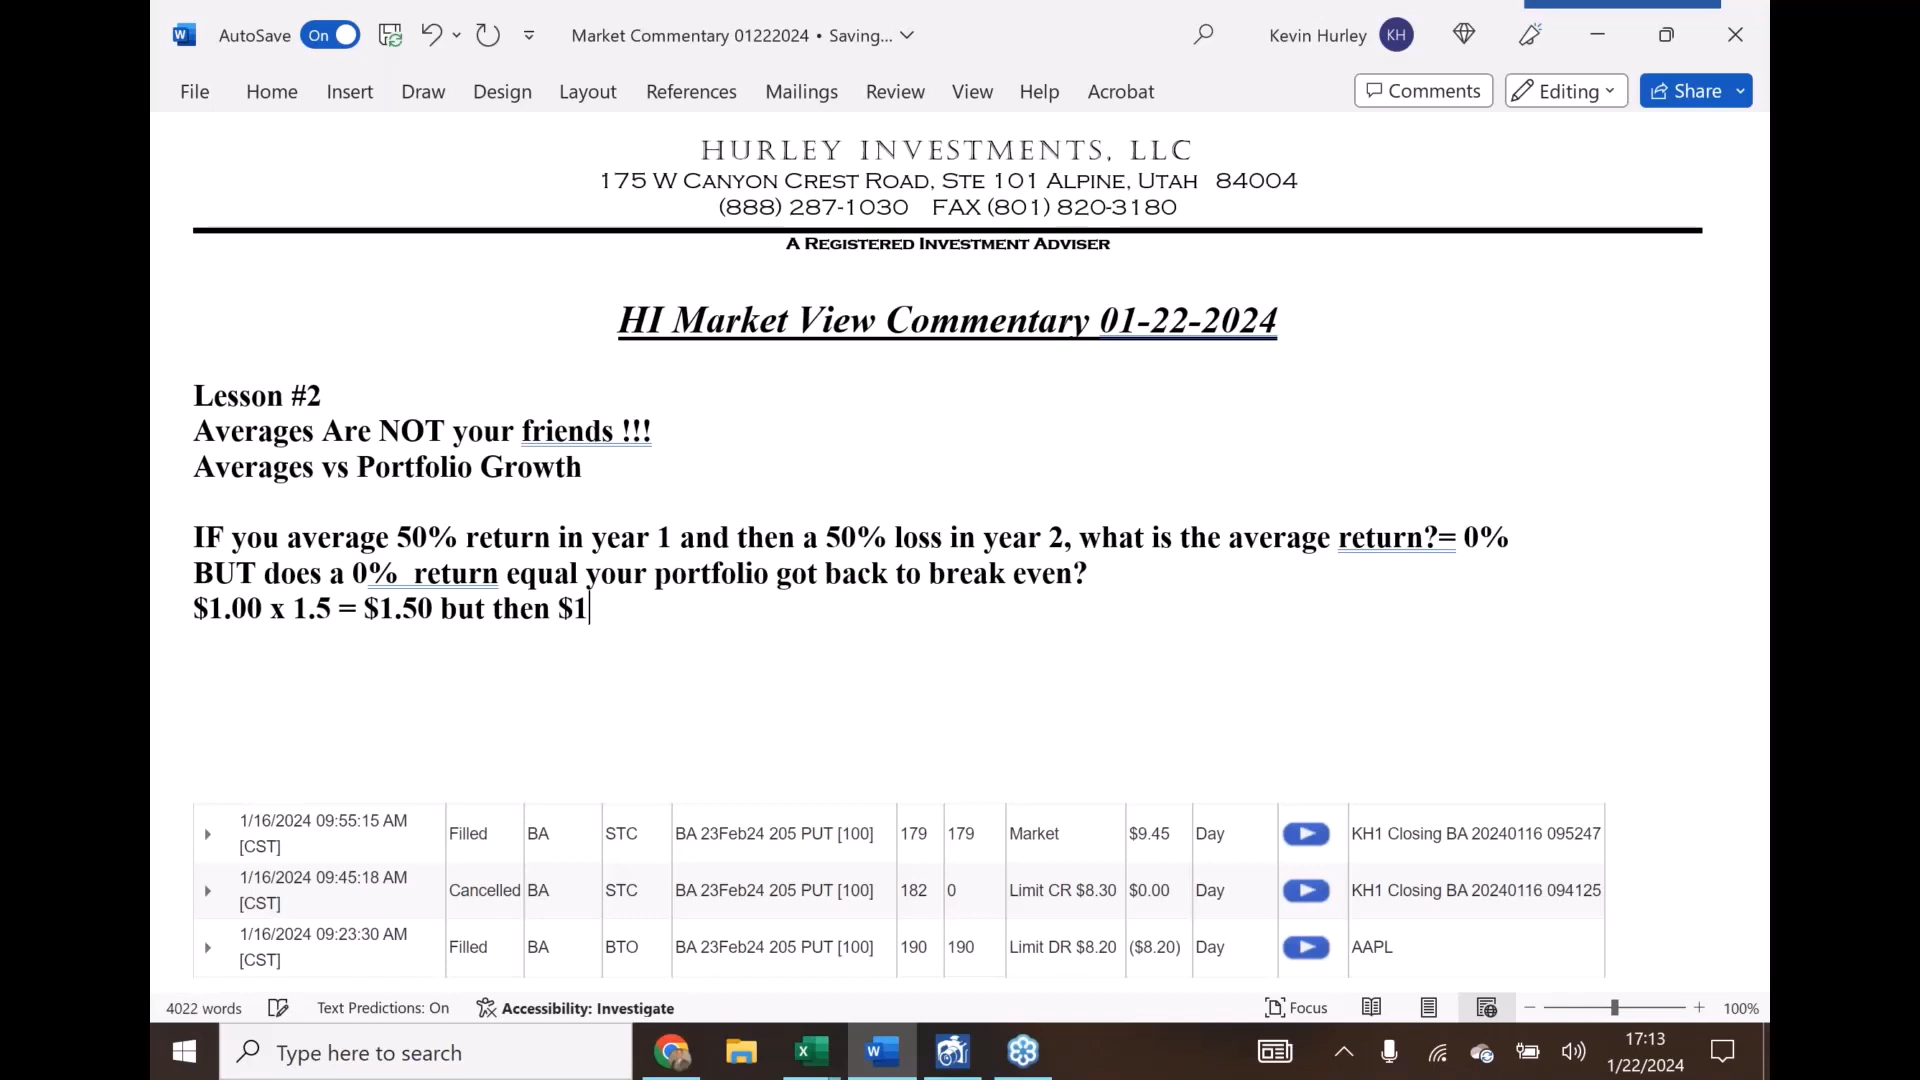 AutoSave On Market Commentary 01222024 • Saving... Kevin Hurley KH
File Home Insert Draw Design Layout References Mailings Review View Help Acrobat Comments Editing Share
HURLEY INVESTMENTS, LLC
175 W CANYON CREST ROAD, STE 101 ALPINE, UTAH 84004
(888) 287-1030 FAX (801) 820-3180
A REGISTERED INVESTMENT ADVISER
HI Market View Commentary 01-22-2024
Lesson #2
Averages Are NOT your friends !!!
Averages vs Portfolio Growth
IF you average 50% return in year 1 and then a 50% loss in year 2, what is the average return?= 0%
BUT does a 0% return equal your portfolio got back to break even?
$1.00 x 1.5 = $1.50 but then $1
1/16/2024 09:55:15 AM
[CST] Filled BA STC BA 23Feb24 205 PUT [100] 179 179 Market $9.45 Day KH1 Closing BA 20240116 095247
1/16/2024 09:45:18 AM
[CST] Cancelled BA STC BA 23Feb24 205 PUT [100] 182 0 Limit CR $8.30 $0.00 Day KH1 Closing BA 20240116 094125
1/16/2024 09:23:30 AM
[CST] Filled BA BTO BA 23Feb24 205 PUT [100] 190 190 Limit DR $8.20 ($8.20) Day AAPL
4022 words Text Predictions: On Accessibility: Investigate Focus 100%
Type here to search 17:13
1/22/2024